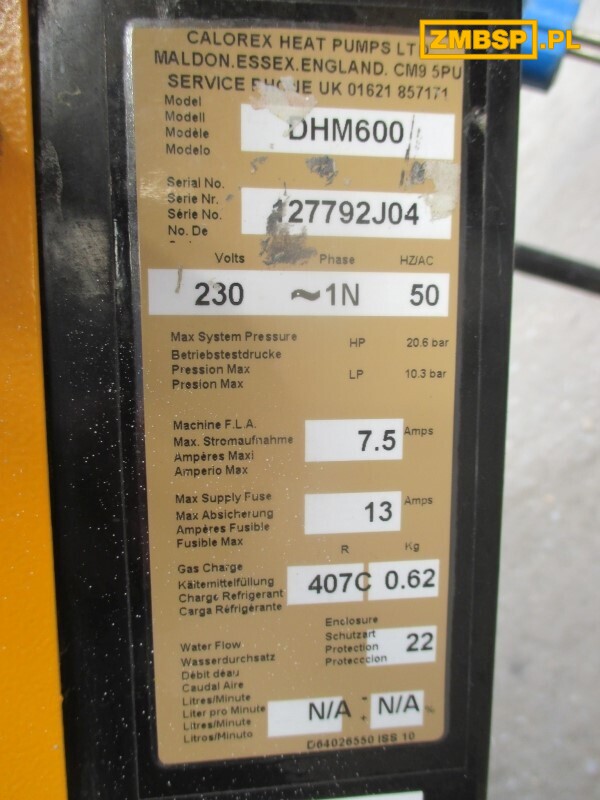 ZMBSP.PL
CALOREX HEAT PUMPS LT
MALDON.ESSEX.ENGLAND. CM9 5PU
SERVICE PHONE UK 01621 857171
Model
Modell
Modèle
Modelo
DHM600
Serial No.
Serie Nr.
Série No.
No. De
127792J04
Volts Phase HZ/AC
230 ~1N 50
Max System Pressure
Betriebstestdrucke
Pression Max
Presion Max
HP 20.6 bar
LP 10.3 bar
Machine F.L.A.
Max. Stromaufnahme
Ampères Maxi
Amperio Max
7.5 Amps
Max Supply Fuse
Max Absicherung
Ampères Fusible
Fusible Max
13 Amps
R Kg
Gas Charge
Kältemittelfüllung
Charge Refrigerant
Carga Réfrigérante
407C 0.62
Enclosure
Schutzart
Protection
Proteccion
22
Water Flow
Wasserdurchsatz
Débit déau
Caudal Aire
Litres/Minute
Liter pro Minute
Litres/Minute
Litros/Minuto
N/A : N/A %
D64026550 ISS 10